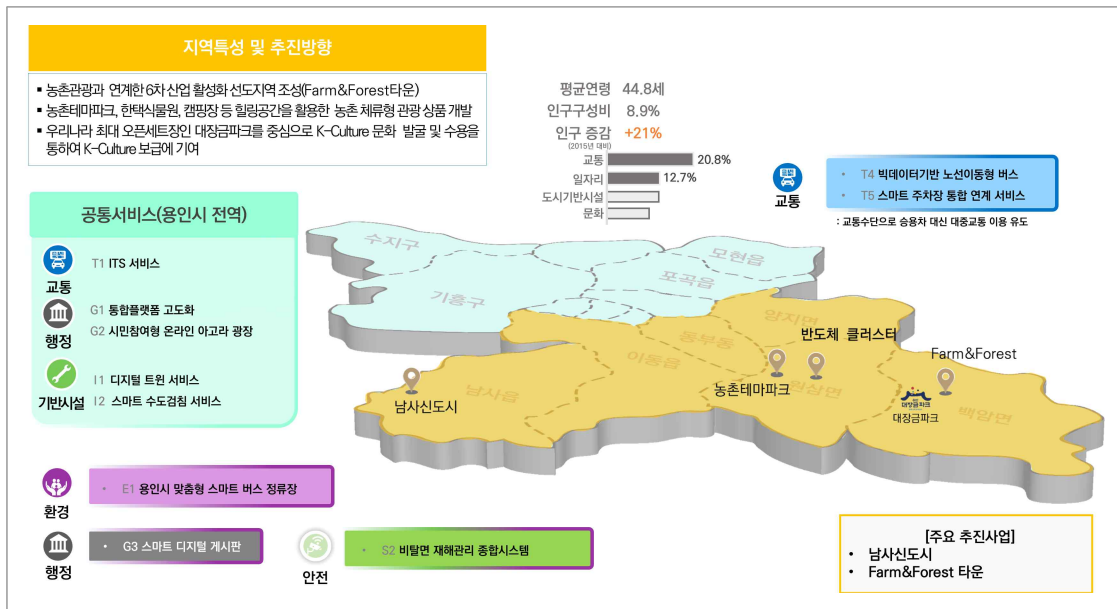 지역특성 및 추진방향
▪ 농촌관광과 연계한 6차 산업 활성화 선도지역 조성(Farm&Forest타운)
▪ 농촌테마파크, 한택식물원, 캠핑장 등 힐링공간을 활용한 농촌 체류형 관광 상품 개발
▪ 우리나라 최대 오픈세트장인 대장금파크를 중심으로 K-Culture 문화 발굴 및 수용을
통하여 K-Culture 보급에 기여
평균연령 44.8세
인구구성비 8.9%
인구 증감 +21%
(2015년 대비)
교통 20.8%
일자리 12.7%
도시기반시설
문화
교통
• T4 빅데이터기반 노선이동형 버스
• T5 스마트 주차장 통합 연계 서비스
: 교통수단으로 승용차 대신 대중교통 이용 유도
공통서비스(용인시 전역)
교통
T1 ITS 서비스
행정
G1 통합플랫폼 고도화
G2 시민참여형 온라인 아고라 광장
기반시설
I1 디지털 트윈 서비스
I2 스마트 수도검침 서비스
수지구
기흥구
모현읍
포곡읍
양지면
동부동
이동읍
남사읍
원삼면
백암면
반도체 클러스터
Farm&Forest
농촌테마파크
남사신도시
대장금파크
대장금파크
환경
• E1 용인시 맞춤형 스마트 버스 정류장
행정
• G3 스마트 디지털 게시판
안전
• S2 비탈면 재해관리 종합시스템
[주요 추진사업]
• 남사신도시
• Farm&Forest 타운